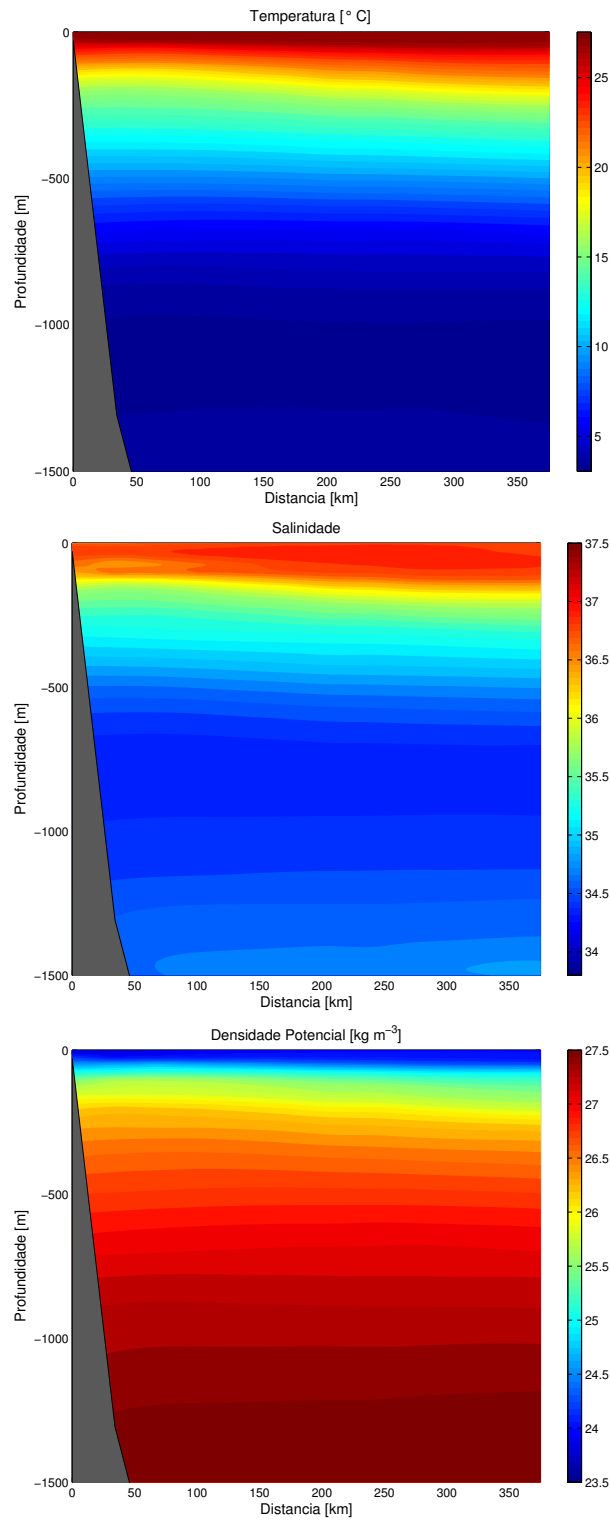 Temperatura [° C]
0
−500
−1000
−1500
Profundidade [m]
0 50 100 150 200 250 300 350
Distancia [km]
25
20
15
10
5
Salinidade
0
−500
−1000
−1500
Profundidade [m]
0 50 100 150 200 250 300 350
Distancia [km]
37.5
37
36.5
36
35.5
35
34.5
34
Densidade Potencial [kg m⁻³]
0
−500
−1000
−1500
Profundidade [m]
0 50 100 150 200 250 300 350
Distancia [km]
27.5
27
26.5
26
25.5
25
24.5
24
23.5